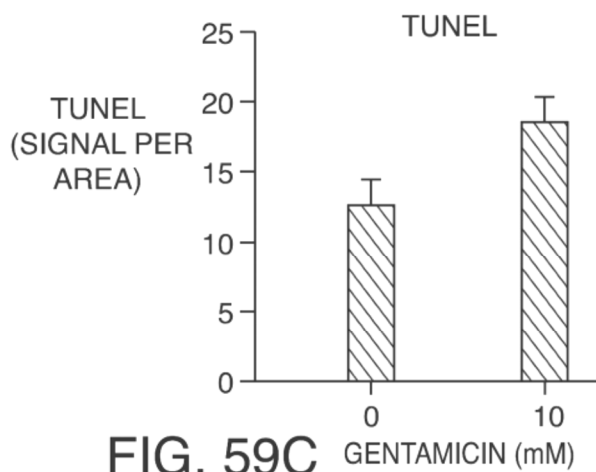 TUNEL
25
20
15
10
5
0
TUNEL
(SIGNAL PER
AREA)
0 10
GENTAMICIN (mM)
FIG. 59C